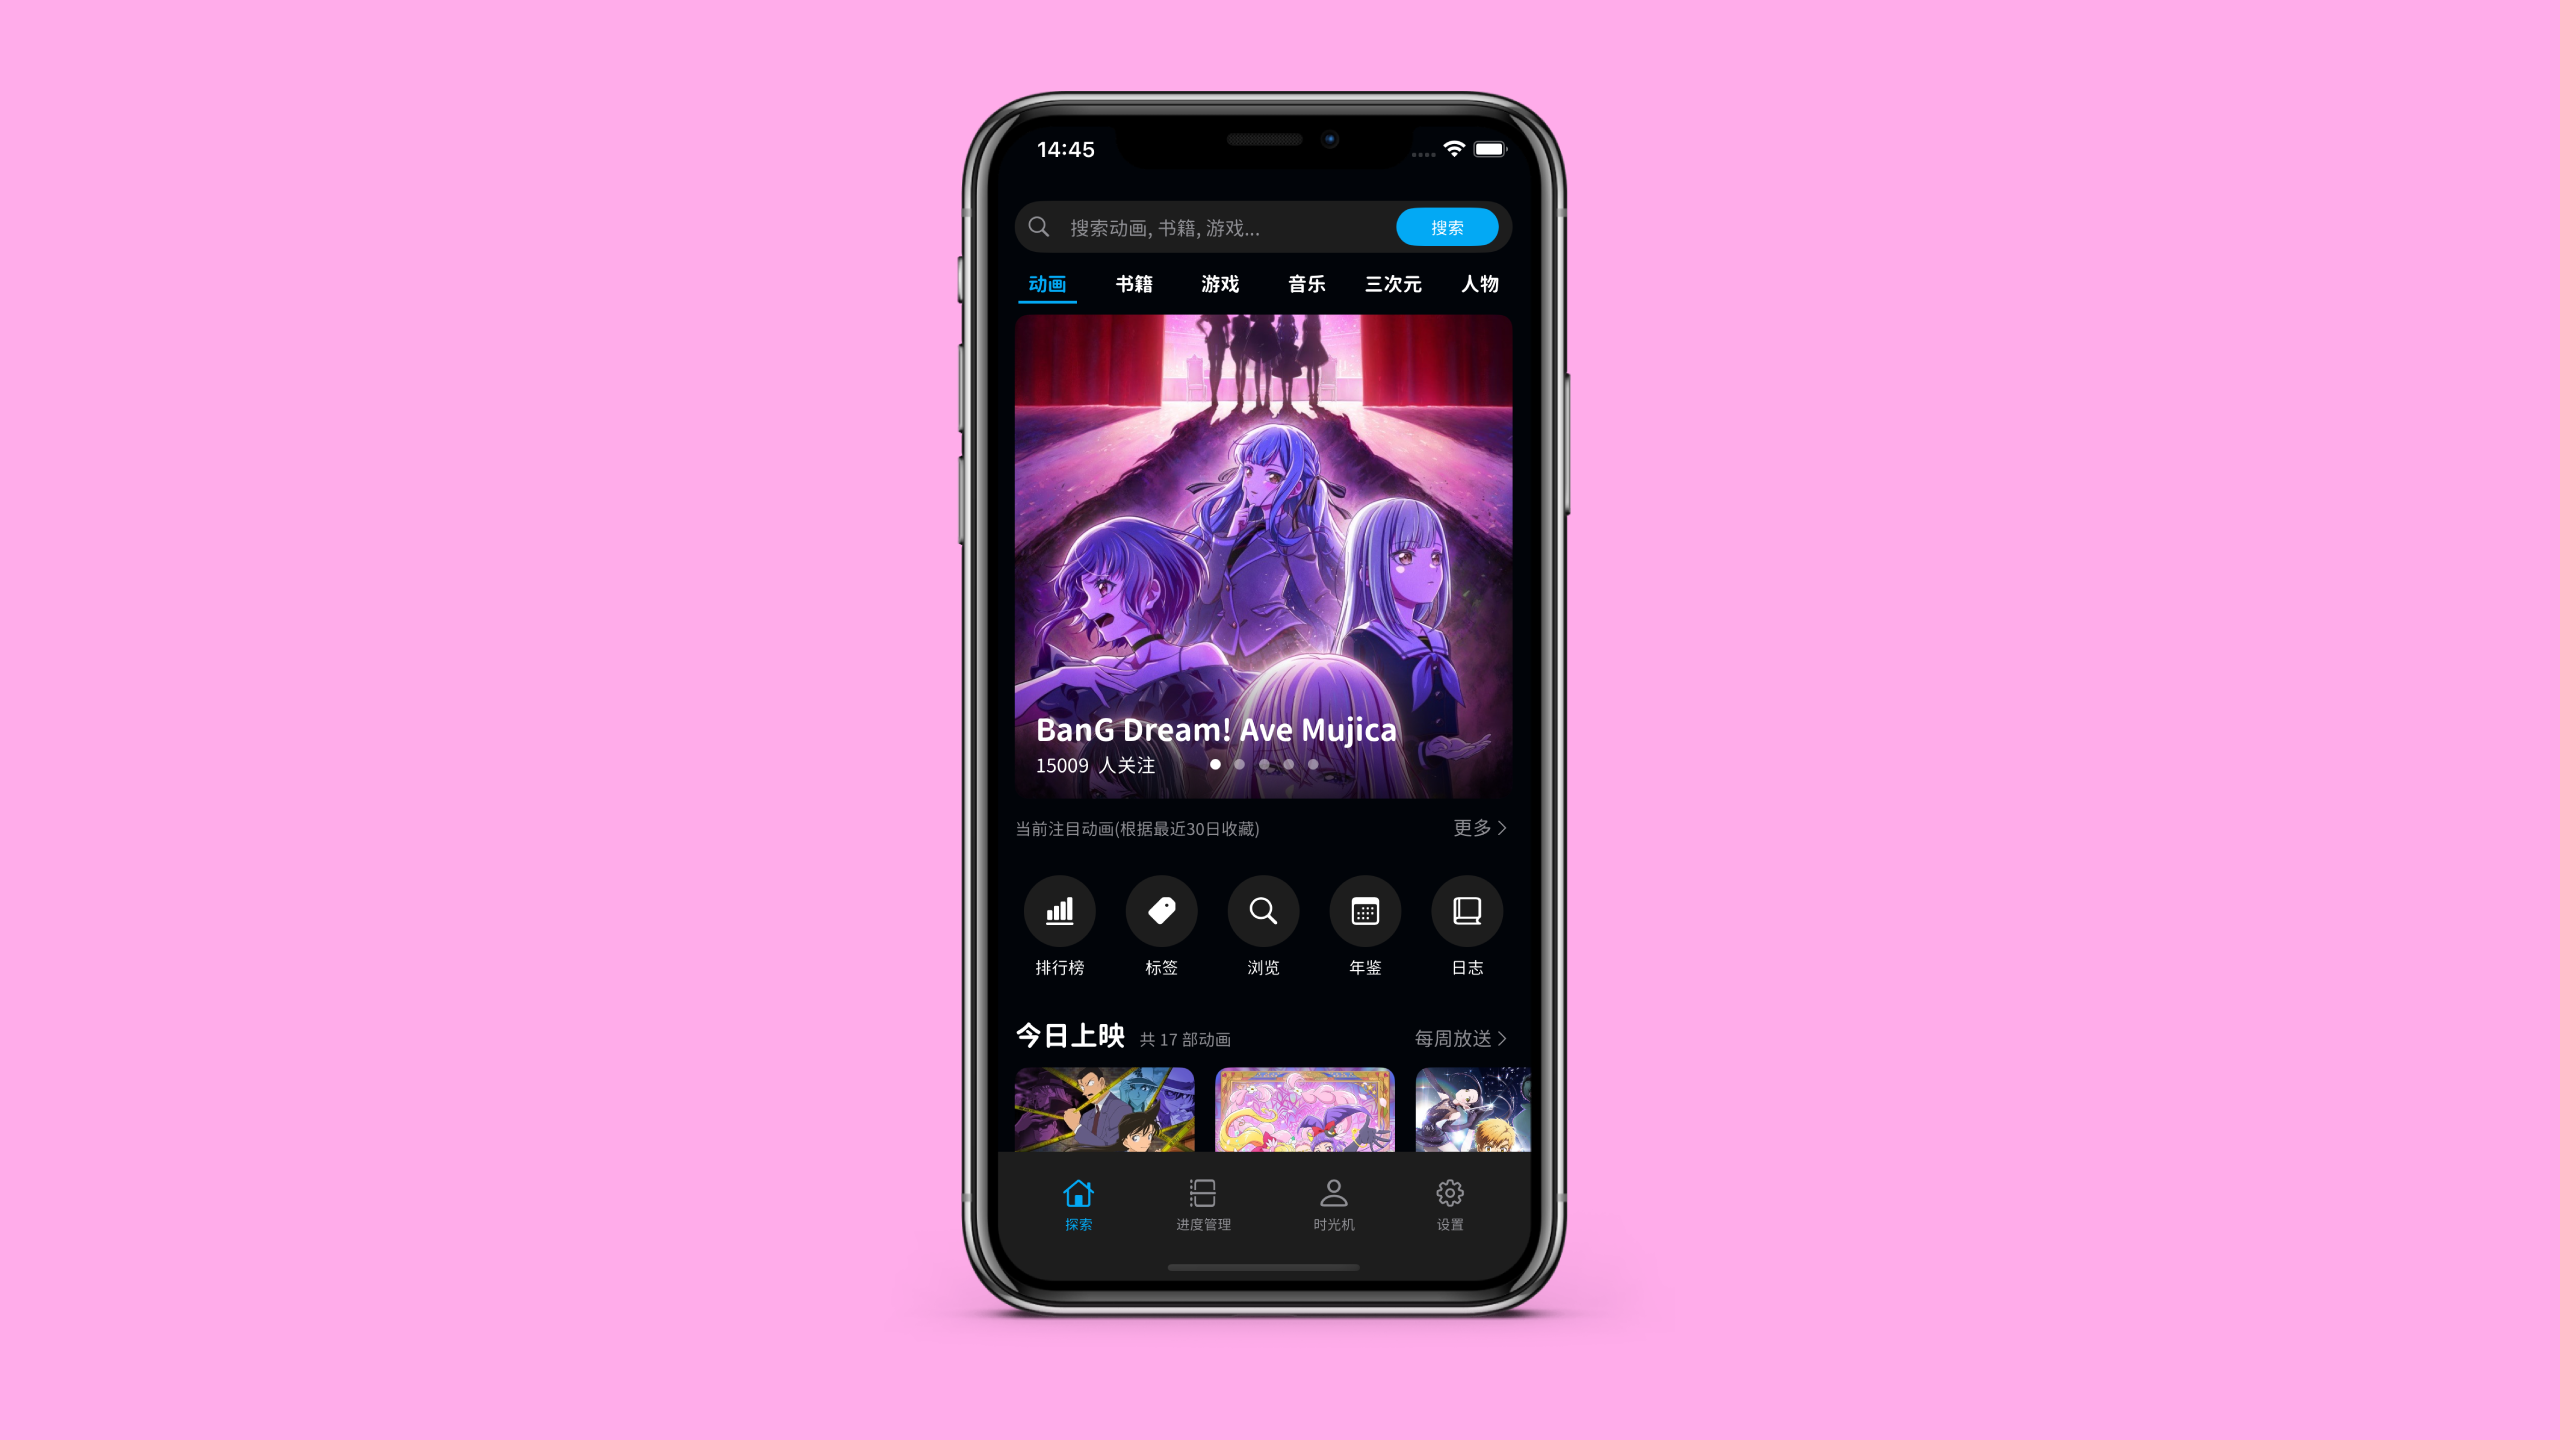 14:45
搜索动画, 书籍, 游戏... 搜索
动画 书籍 游戏 音乐 三次元 人物
BanG Dream! Ave Mujica
15009 人关注
当前注目动画(根据最近30日收藏) 更多
排行榜 标签 浏览 年鉴 日志
今日上映 共 17 部动画 每周放送
探索 进度管理 时光机 设置